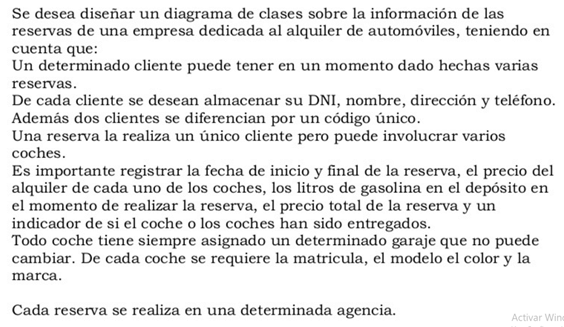 Se desea diseñar un diagrama de clases sobre la información de las
reservas de una empresa dedicada al alquiler de automóviles, teniendo en
cuenta que:
Un determinado cliente puede tener en un momento dado hechas varias
reservas.
De cada cliente se desean almacenar su DNI, nombre, dirección y teléfono.
Además dos clientes se diferencian por un código único.
Una reserva la realiza un único cliente pero puede involucrar varios
coches.
Es importante registrar la fecha de inicio y final de la reserva, el precio del
alquiler de cada uno de los coches, los litros de gasolina en el depósito en
el momento de realizar la reserva, el precio total de la reserva y un
indicador de si el coche o los coches han sido entregados.
Todo coche tiene siempre asignado un determinado garaje que no puede
cambiar. De cada coche se requiere la matricula, el modelo el color y la
marca.
Cada reserva se realiza en una determinada agencia.
Activar Win